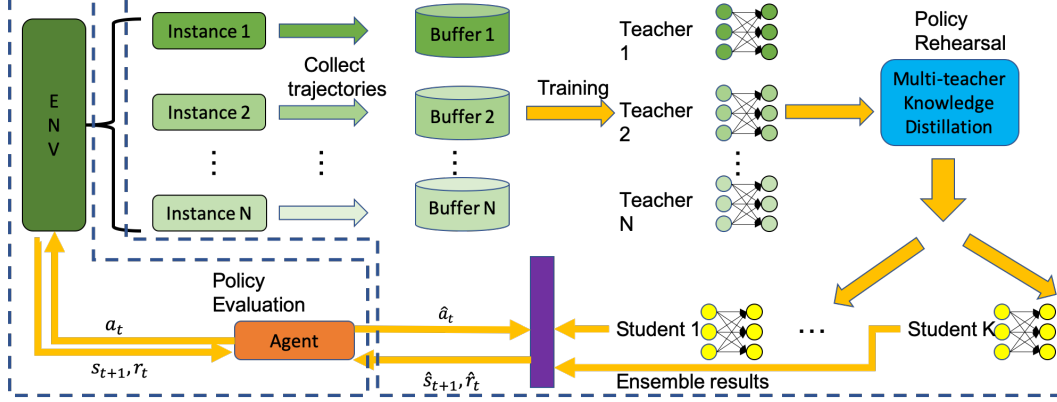 E
N
V
Instance 1
Instance 2
Instance N
Collect
trajectories
Buffer 1
Buffer 2
Buffer N
Training
Teacher
1
Teacher
2
Teacher
N
Policy
Rehearsal
Multi-teacher
Knowledge
Distillation
Policy
Evaluation
Agent
a_t
s_{t+1}, r_t
â_t
ŝ_{t+1}, r̂_t
Student 1
...
Student K
Ensemble results